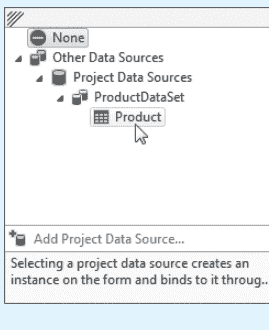 None
Other Data Sources
Project Data Sources
ProductDataSet
Product
Add Project Data Source...
Selecting a project data source creates an
instance on the form and binds to it throug...